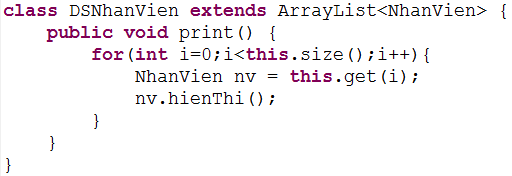 class DSNhanVien extends ArrayList<NhanVien> {
    public void print() {
        for(int i=0;i<this.size();i++){
            NhanVien nv = this.get(i);
            nv.hienThi();
        }
    }
}